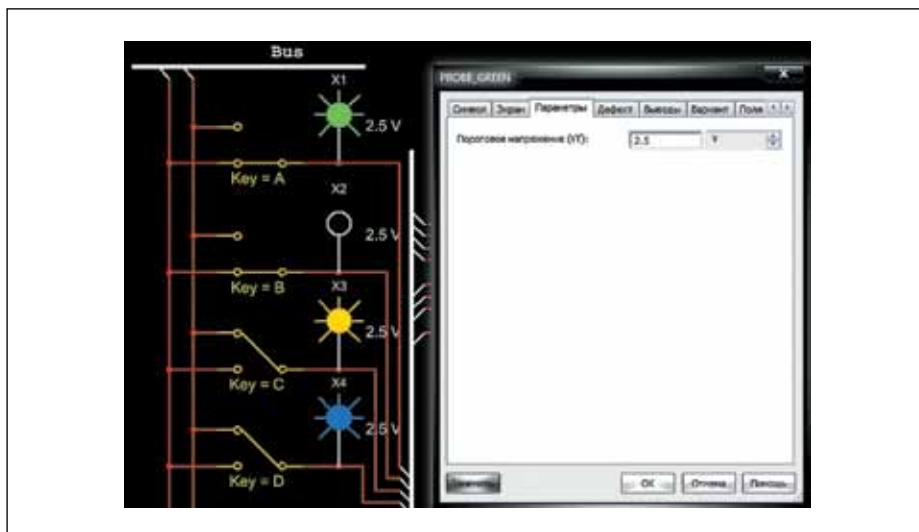 Bus
X1
2.5 V
Key = A
X2
2.5 V
Key = B
X3
2.5 V
Key = C
X4
2.5 V
Key = D
PROBE_GREEN
Символ Экран Параметры Дефект Выводы Вариант Поля
Пороговое напряжение (VT):
2.5
V
OK
Отмена
Помощь